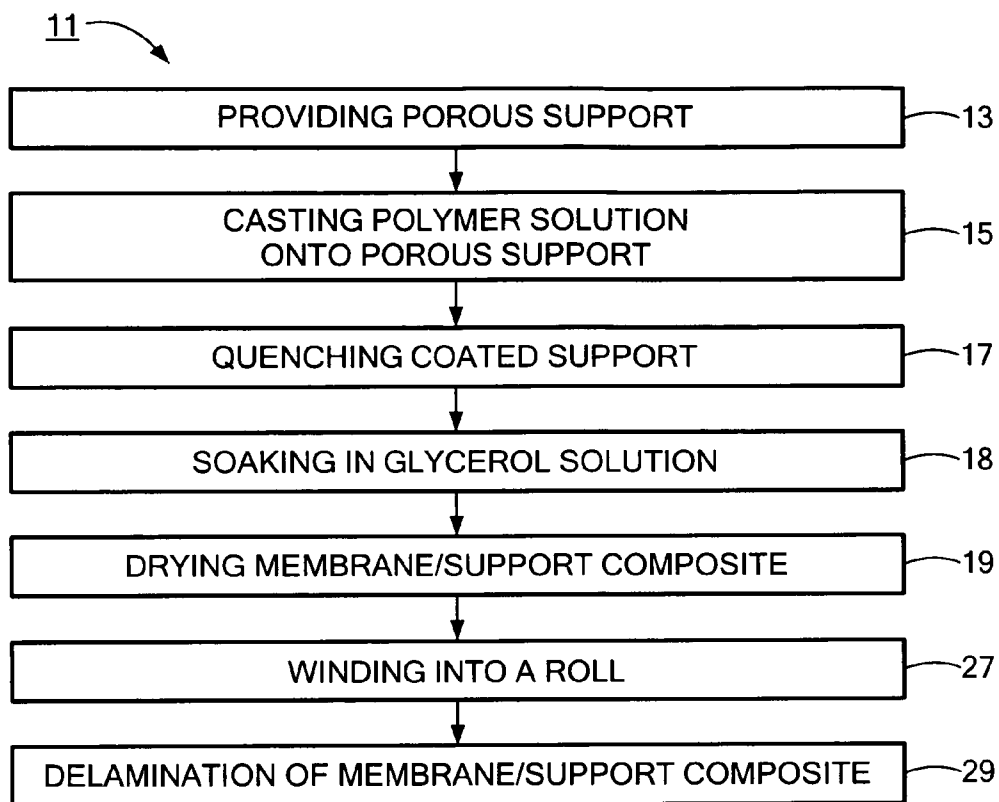 11
PROVIDING POROUS SUPPORT 13
CASTING POLYMER SOLUTION
ONTO POROUS SUPPORT 15
QUENCHING COATED SUPPORT 17
SOAKING IN GLYCEROL SOLUTION 18
DRYING MEMBRANE/SUPPORT COMPOSITE 19
WINDING INTO A ROLL 27
DELAMINATION OF MEMBRANE/SUPPORT COMPOSITE 29